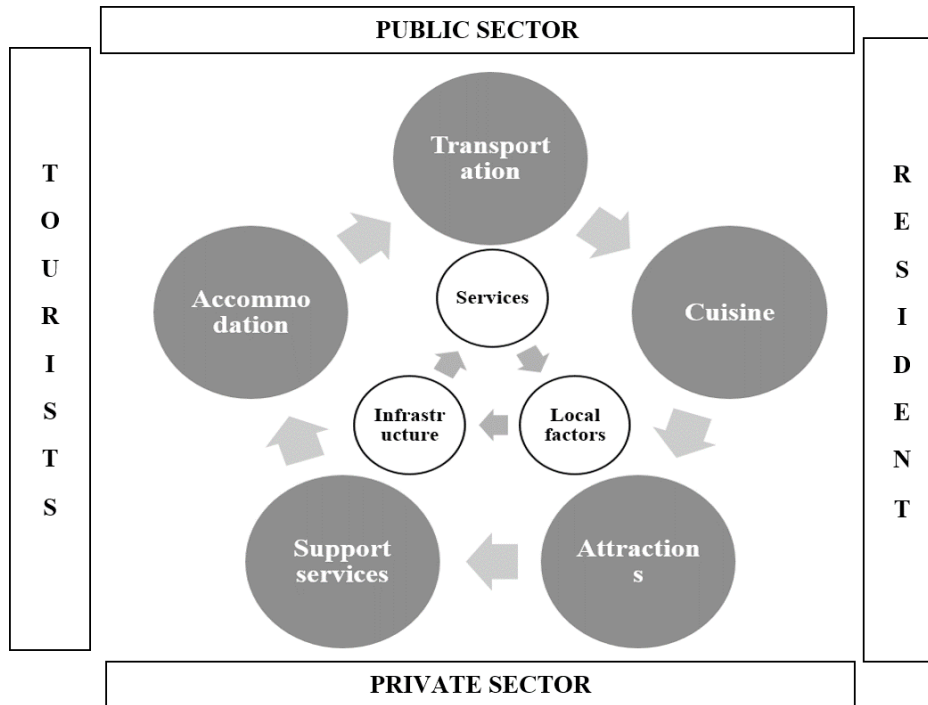 PUBLIC SECTOR
T
O
U
R
I
S
T
S
Transport
ation
Accommo
dation
Services
Cuisine
Infrastr
ucture
Local
factors
Support
services
Attraction
s
R
E
S
I
D
E
N
T
PRIVATE SECTOR